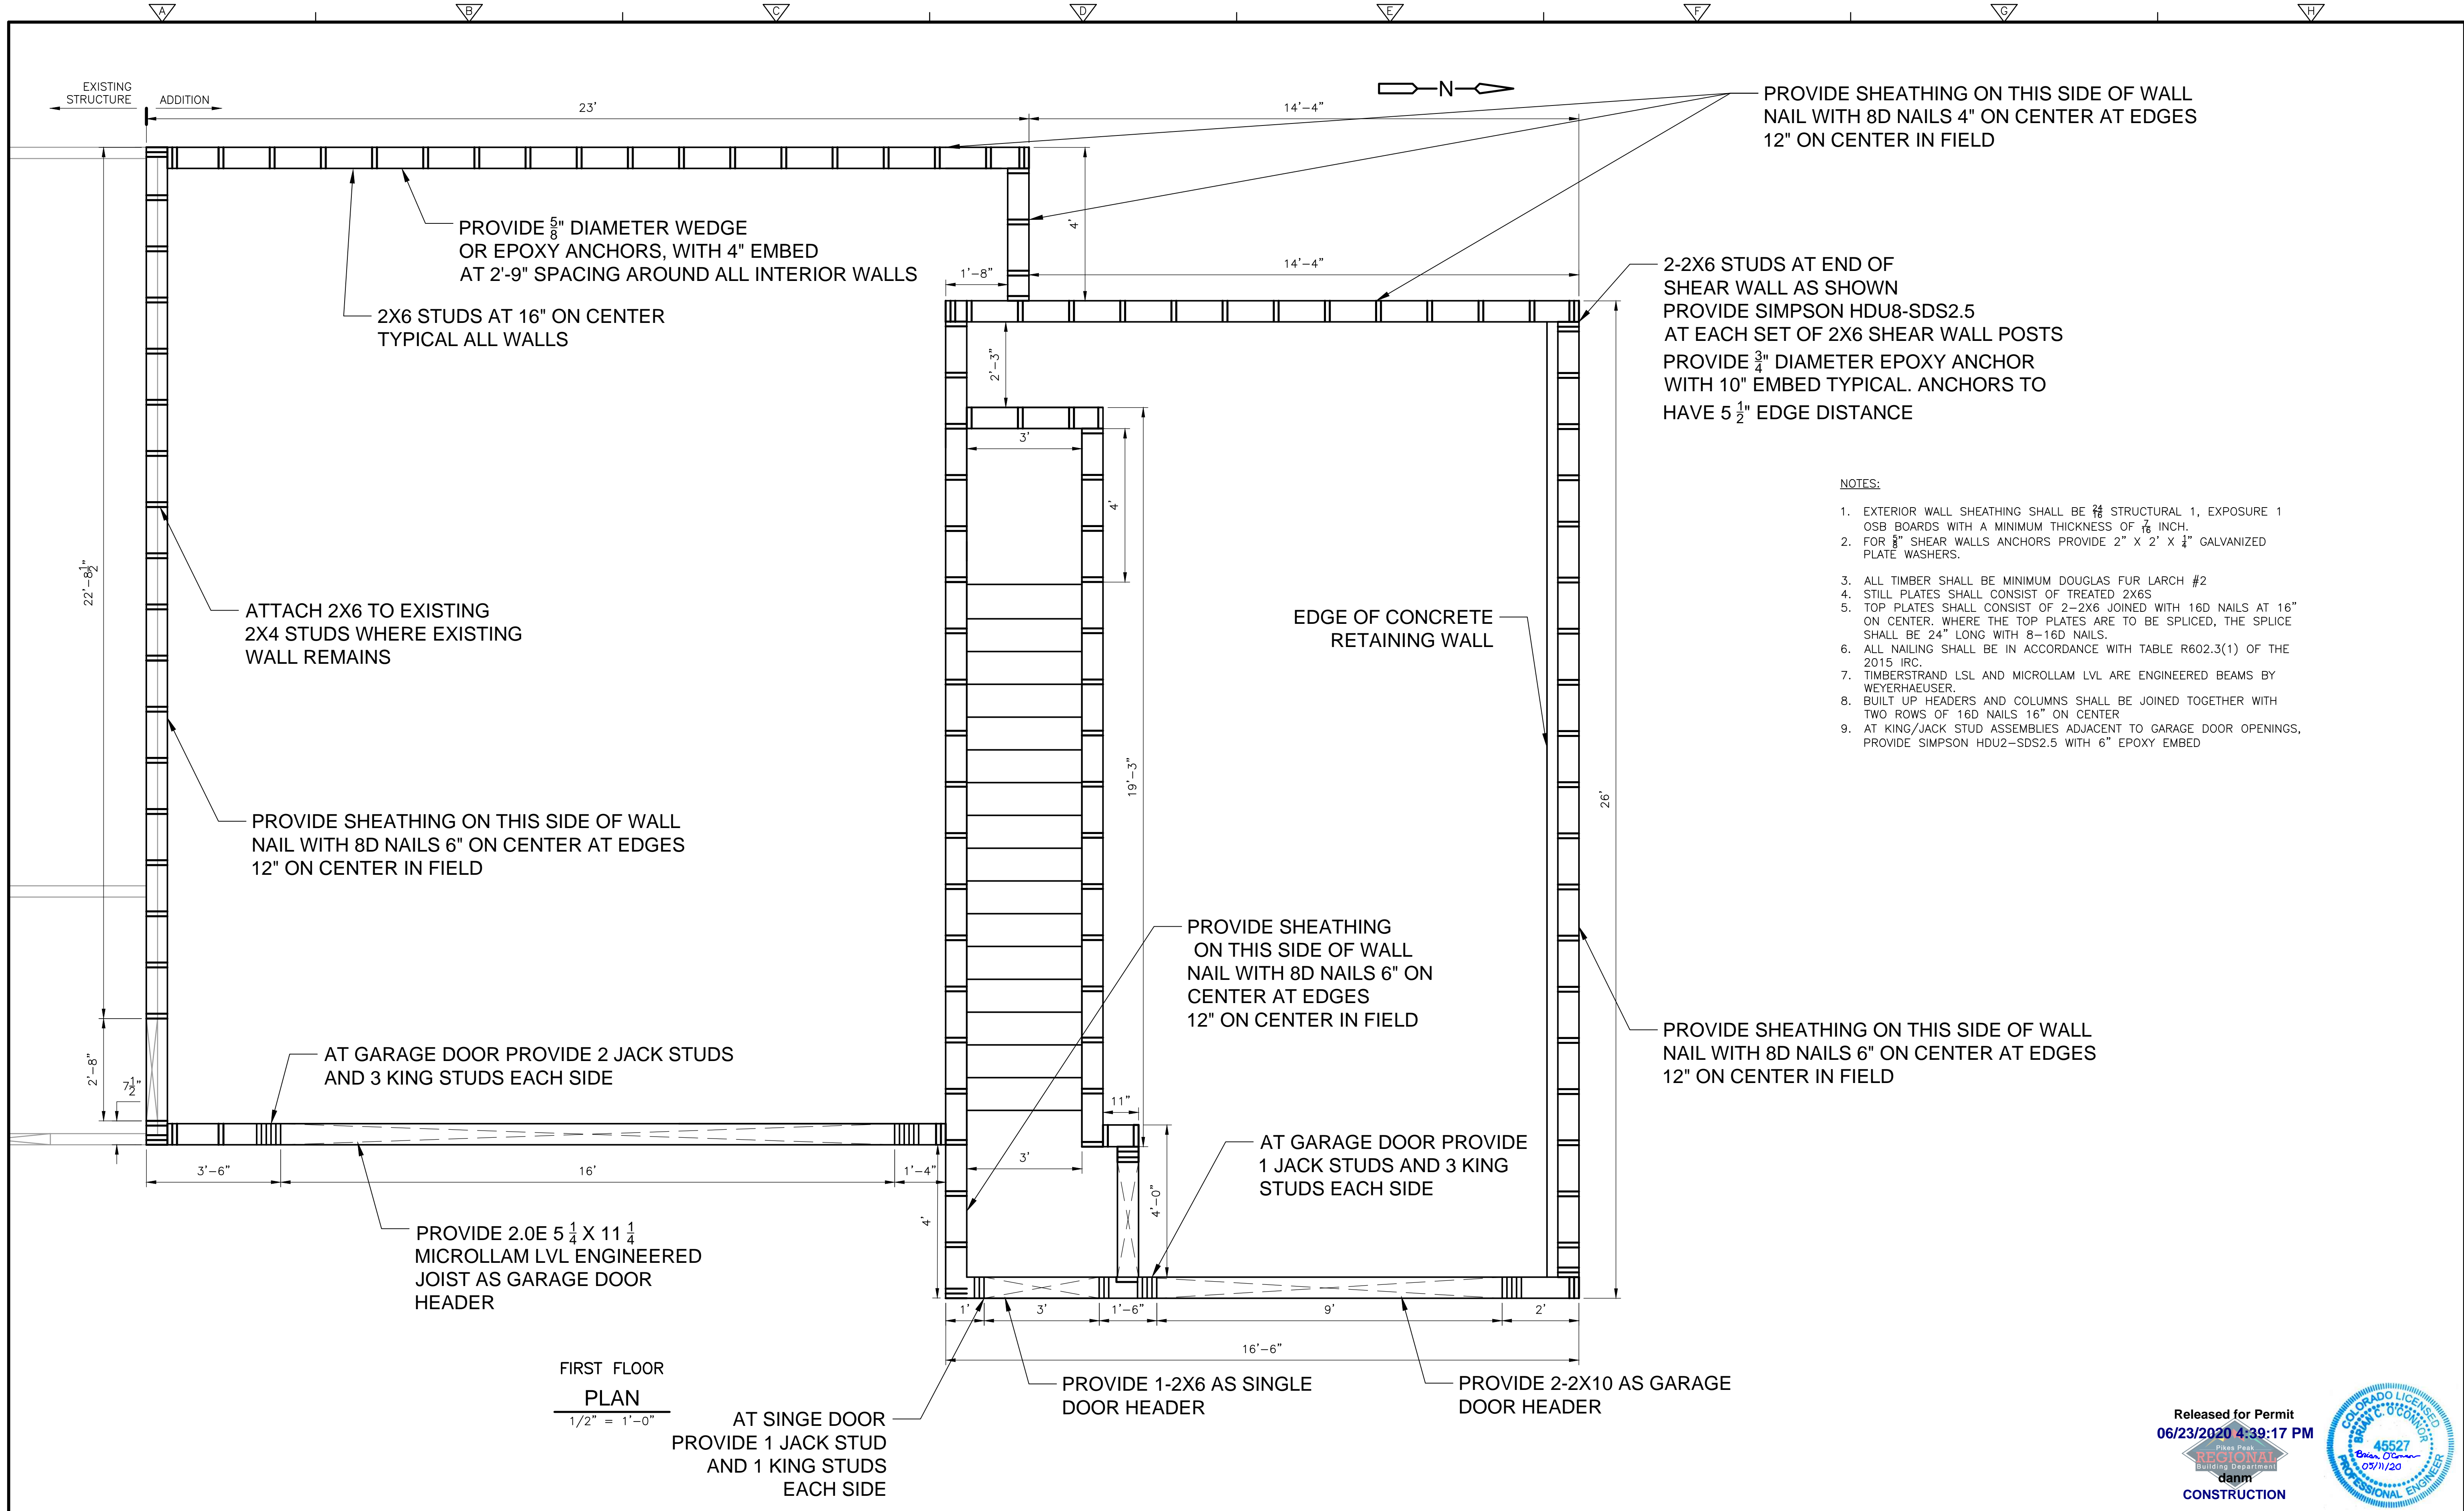 A B C D E F G H
EXISTING
STRUCTURE
ADDITION
23'
14'-4"
N
PROVIDE SHEATHING ON THIS SIDE OF WALL
NAIL WITH 8D NAILS 4" ON CENTER AT EDGES
12" ON CENTER IN FIELD
PROVIDE 5/8" DIAMETER WEDGE
OR EPOXY ANCHORS, WITH 4" EMBED
AT 2'-9" SPACING AROUND ALL INTERIOR WALLS
2X6 STUDS AT 16" ON CENTER
TYPICAL ALL WALLS
4'
1'-8"
14'-4"
2-2X6 STUDS AT END OF
SHEAR WALL AS SHOWN
PROVIDE SIMPSON HDU8-SDS2.5
AT EACH SET OF 2X6 SHEAR WALL POSTS
PROVIDE 3/4" DIAMETER EPOXY ANCHOR
WITH 10" EMBED TYPICAL. ANCHORS TO
HAVE 5 1/2" EDGE DISTANCE
2'-3"
3'
4'
NOTES:
1. EXTERIOR WALL SHEATHING SHALL BE 24/16 STRUCTURAL 1, EXPOSURE 1
OSB BOARDS WITH A MINIMUM THICKNESS OF 7/16 INCH.
2. FOR 5/8" SHEAR WALLS ANCHORS PROVIDE 2" X 2' X 1/4" GALVANIZED
PLATE WASHERS.
3. ALL TIMBER SHALL BE MINIMUM DOUGLAS FUR LARCH #2
4. STILL PLATES SHALL CONSIST OF TREATED 2X6S
5. TOP PLATES SHALL CONSIST OF 2-2X6 JOINED WITH 16D NAILS AT 16"
ON CENTER. WHERE THE TOP PLATES ARE TO BE SPLICED, THE SPLICE
SHALL BE 24" LONG WITH 8-16D NAILS.
6. ALL NAILING SHALL BE IN ACCORDANCE WITH TABLE R602.3(1) OF THE
2015 IRC.
7. TIMBERSTRAND LSL AND MICROLLAM LVL ARE ENGINEERED BEAMS BY
WEYERHAEUSER.
8. BUILT UP HEADERS AND COLUMNS SHALL BE JOINED TOGETHER WITH
TWO ROWS OF 16D NAILS 16" ON CENTER
9. AT KING/JACK STUD ASSEMBLIES ADJACENT TO GARAGE DOOR OPENINGS,
PROVIDE SIMPSON HDU2-SDS2.5 WITH 6" EPOXY EMBED
22'-8 1/2"
ATTACH 2X6 TO EXISTING
2X4 STUDS WHERE EXISTING
WALL REMAINS
EDGE OF CONCRETE
RETAINING WALL
19'-3"
26'
PROVIDE SHEATHING ON THIS SIDE OF WALL
NAIL WITH 8D NAILS 6" ON CENTER AT EDGES
12" ON CENTER IN FIELD
PROVIDE SHEATHING
ON THIS SIDE OF WALL
NAIL WITH 8D NAILS 6" ON
CENTER AT EDGES
12" ON CENTER IN FIELD
PROVIDE SHEATHING ON THIS SIDE OF WALL
NAIL WITH 8D NAILS 6" ON CENTER AT EDGES
12" ON CENTER IN FIELD
2'-8"
7 1/2"
AT GARAGE DOOR PROVIDE 2 JACK STUDS
AND 3 KING STUDS EACH SIDE
11"
AT GARAGE DOOR PROVIDE
1 JACK STUDS AND 3 KING
STUDS EACH SIDE
3'-6"
16'
1'-4"
3'
4'
4'-0"
PROVIDE 2.0E 5 1/4 X 11 1/4
MICROLLAM LVL ENGINEERED
JOIST AS GARAGE DOOR
HEADER
1'
3'
1'-6"
9'
2'
16'-6"
FIRST FLOOR
PLAN
1/2" = 1'-0"
AT SINGE DOOR
PROVIDE 1 JACK STUD
AND 1 KING STUDS
EACH SIDE
PROVIDE 1-2X6 AS SINGLE
DOOR HEADER
PROVIDE 2-2X10 AS GARAGE
DOOR HEADER
Released for Permit
06/23/2020 4:39:17 PM
Pikes Peak
REGIONAL
Building Department
danm
CONSTRUCTION
COLORADO LICENSED
BRIAN C. O'CONNOR
45527
Brian O'Connor
05/11/20
PROFESSIONAL ENGINEER